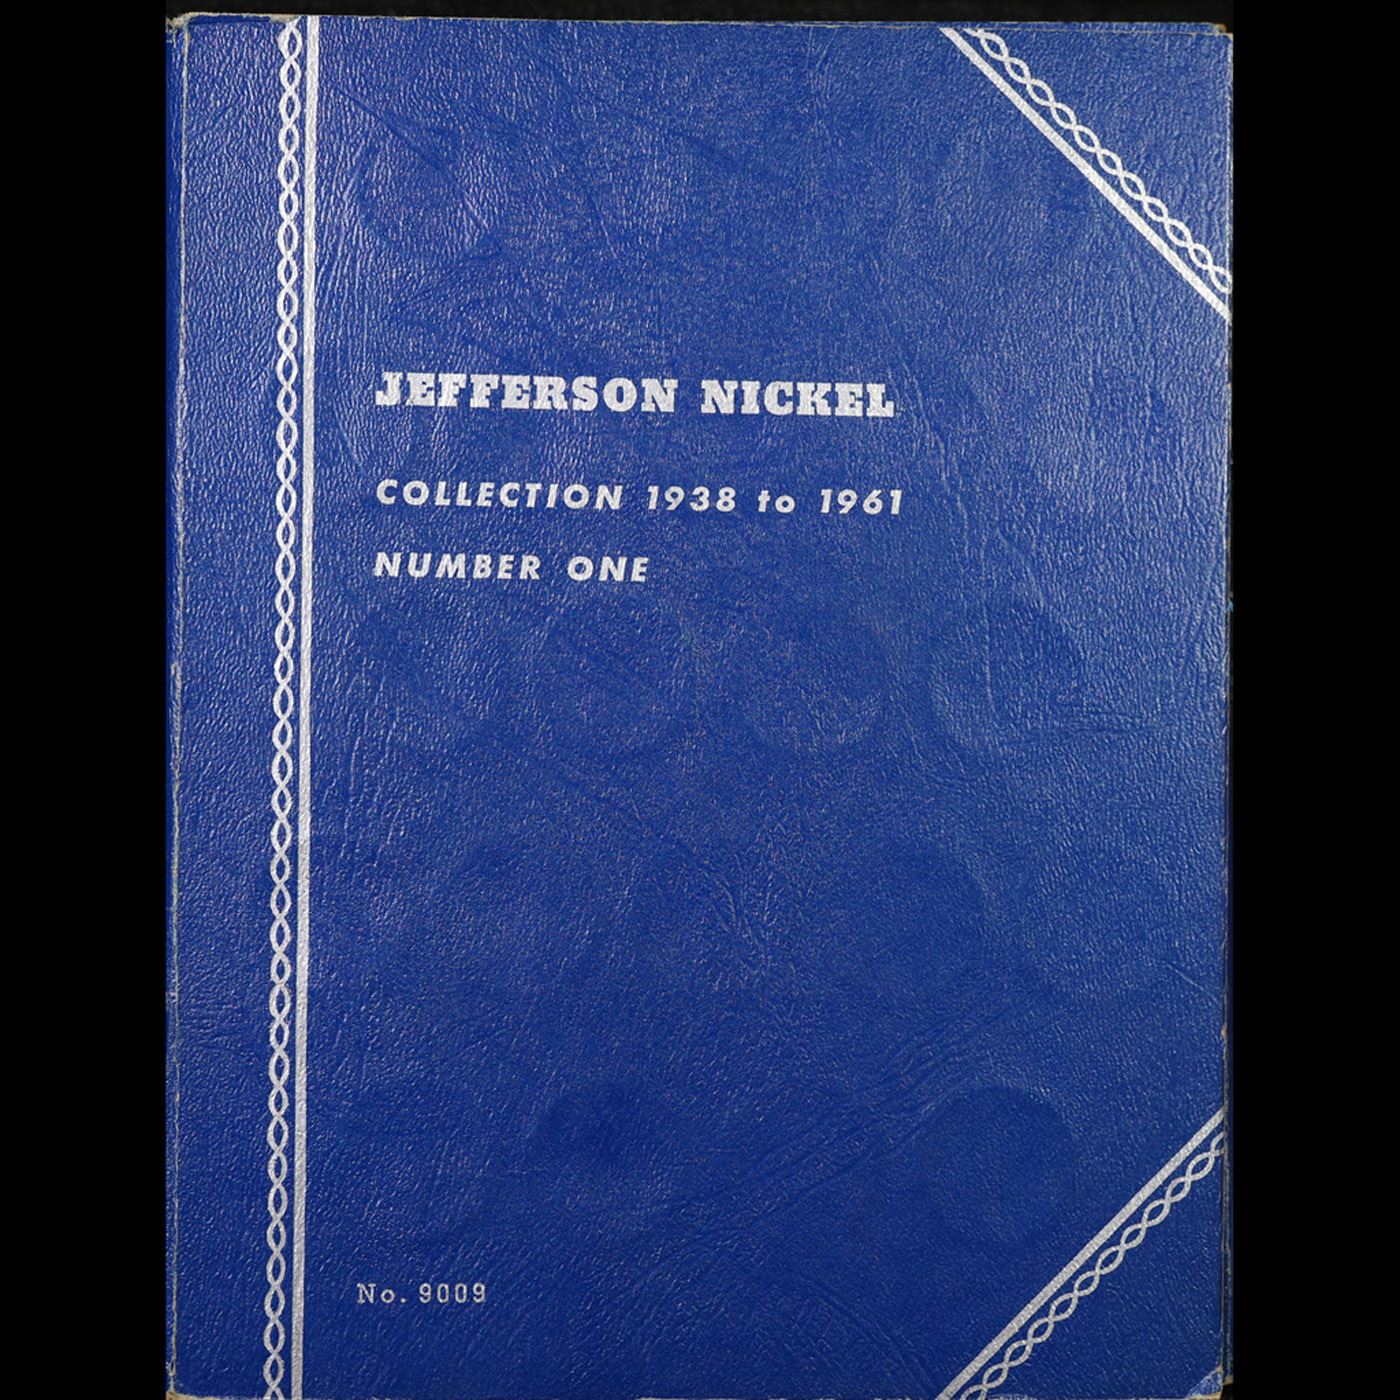 JEFFERSON NICKEL
COLLECTION 1938 to 1961
NUMBER ONE
No. 9009